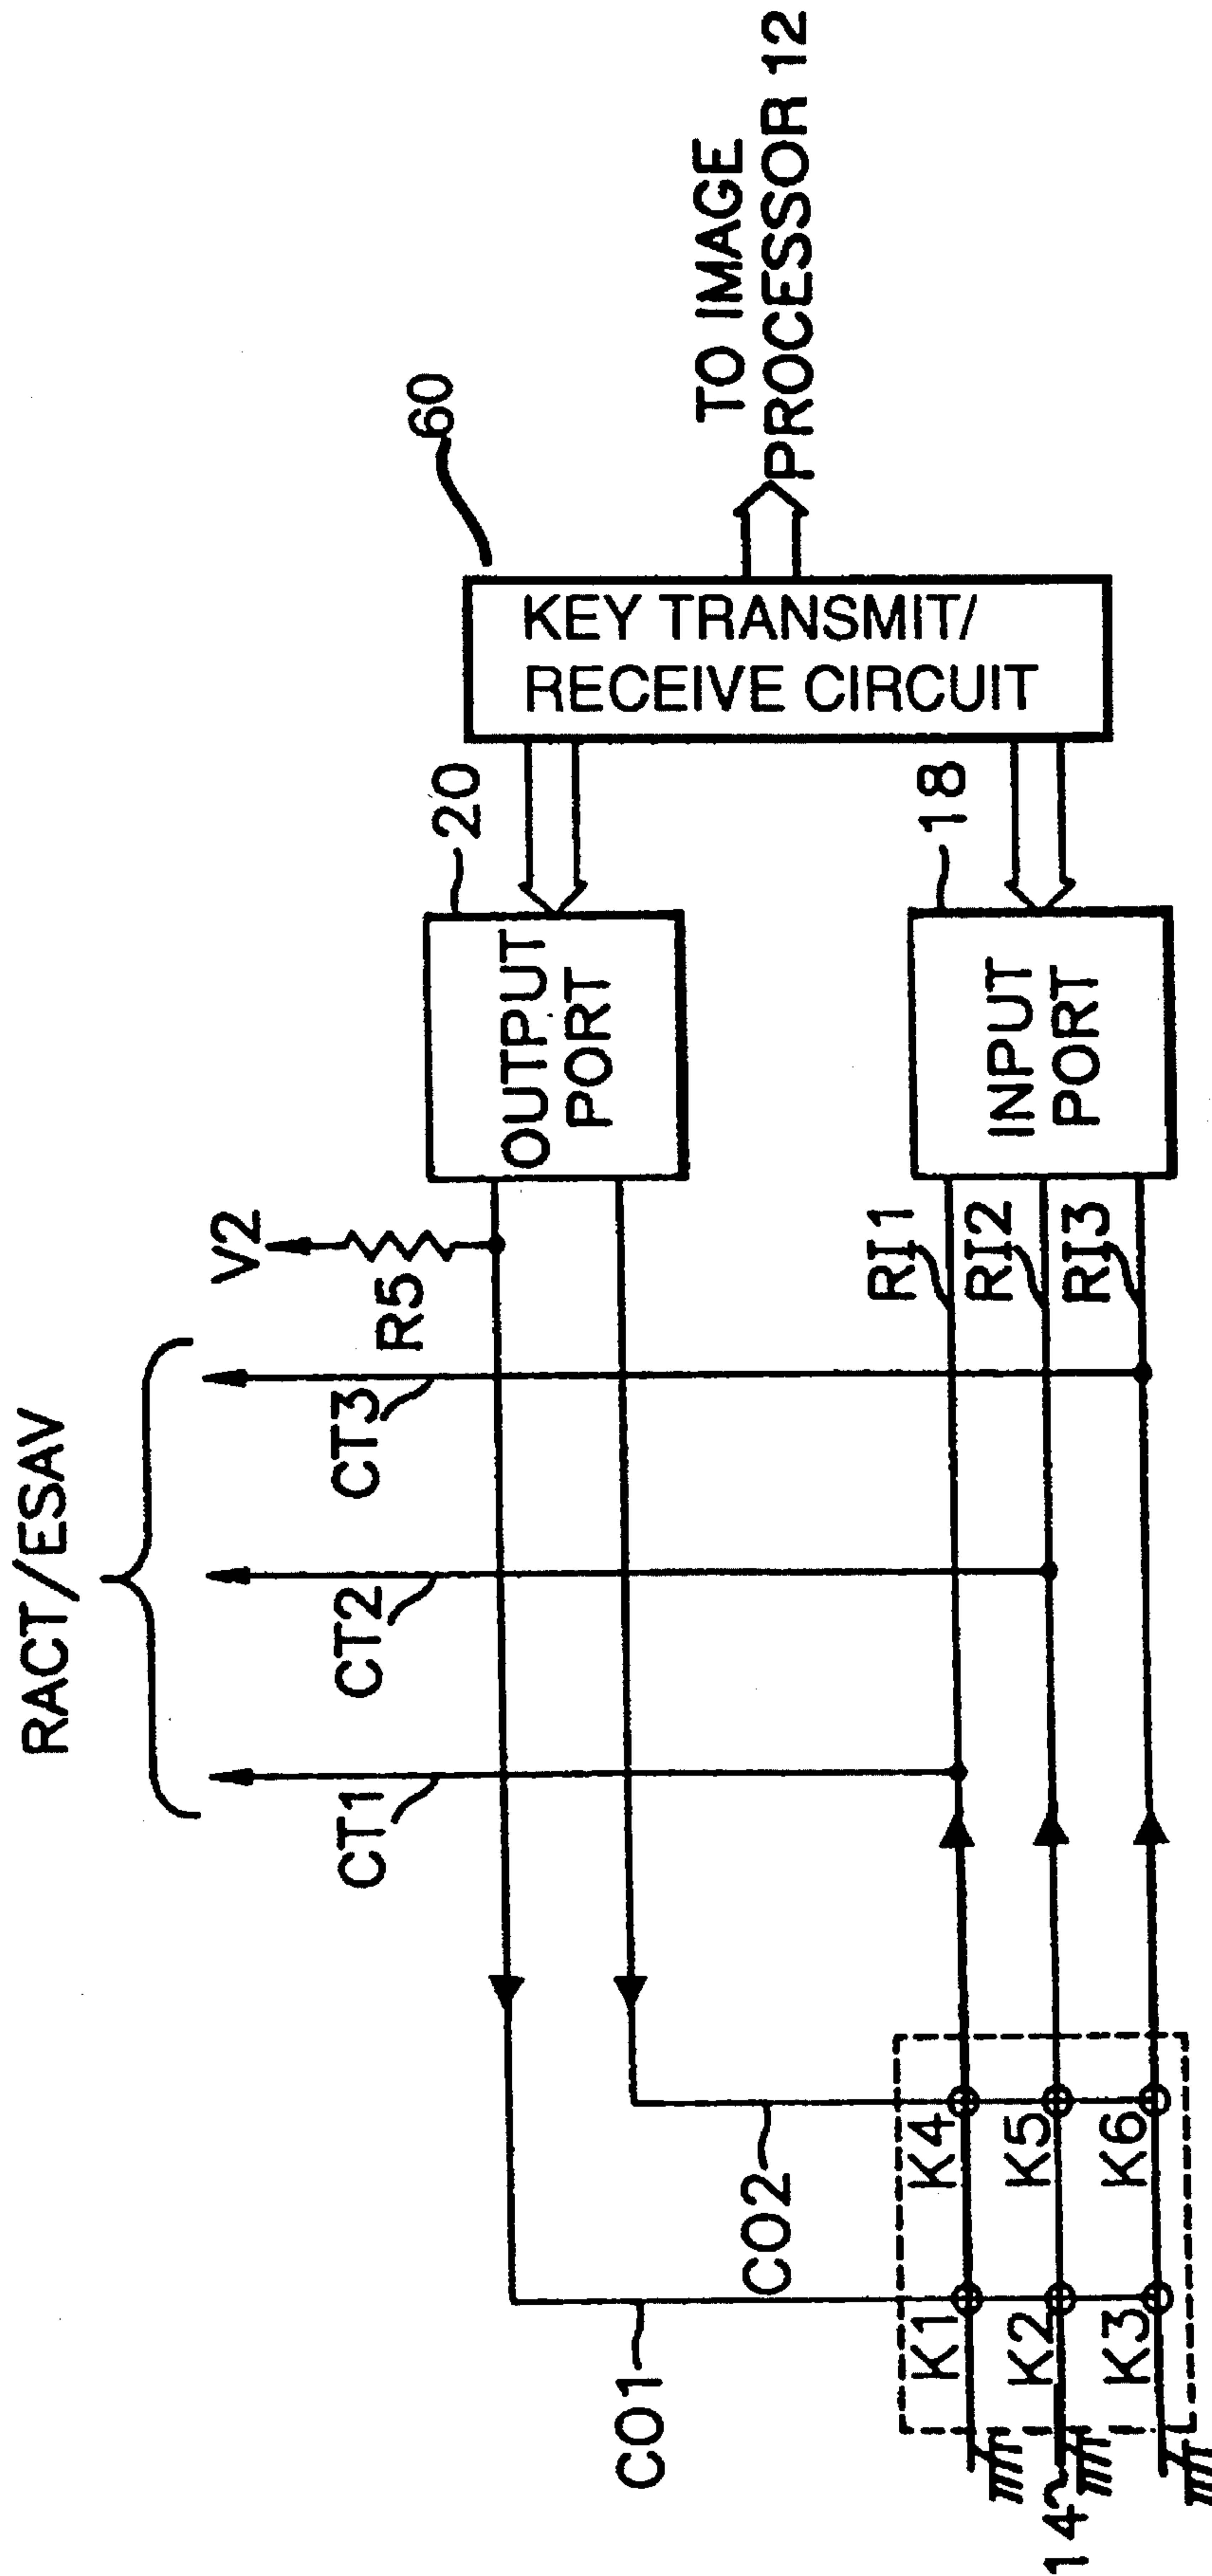 RACT/ESAV
CT1
CT2
CT3
V2
R5
OUTPUT
PORT
20
60
KEY TRANSMIT/
RECEIVE CIRCUIT
TO IMAGE
PROCESSOR 12
INPUT
PORT
18
RI1
RI2
RI3
CO1
CO2
K1
K4
K2
K5
K3
K6
14